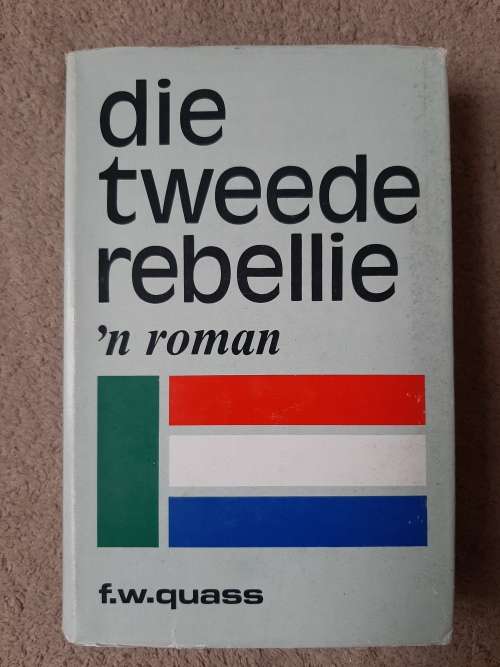 die
tweede
rebellie
’n roman
f.w.quass